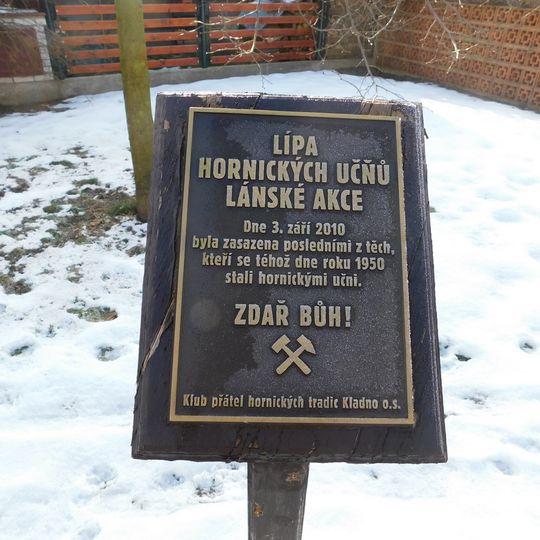 LÍPA
HORNICKÝCH UČŇŮ
LÁNSKÉ AKCE
Dne 3. září 2010
byla zasazena posledními z těch,
kteří se téhož dne roku 1950
stali hornickými učni.
ZDAŘ BŮH!
Klub přátel hornických tradic Kladno o.s.